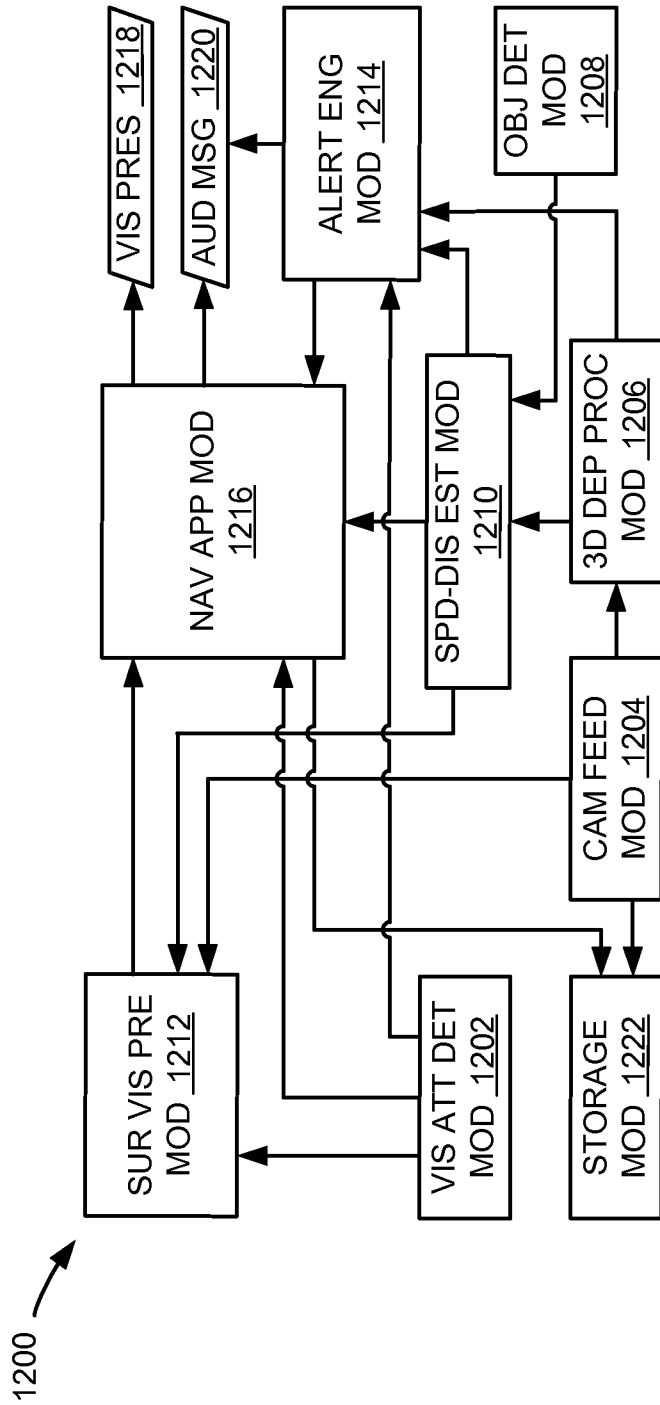 1200
SUR VIS PRE
MOD 1212
NAV APP MOD
1216
VIS PRES 1218
AUD MSG 1220
ALERT ENG
MOD 1214
VIS ATT DET
MOD 1202
SPD-DIS EST MOD
1210
OBJ DET
MOD
1208
STORAGE
MOD 1222
CAM FEED
MOD 1204
3D DEP PROC
MOD 1206